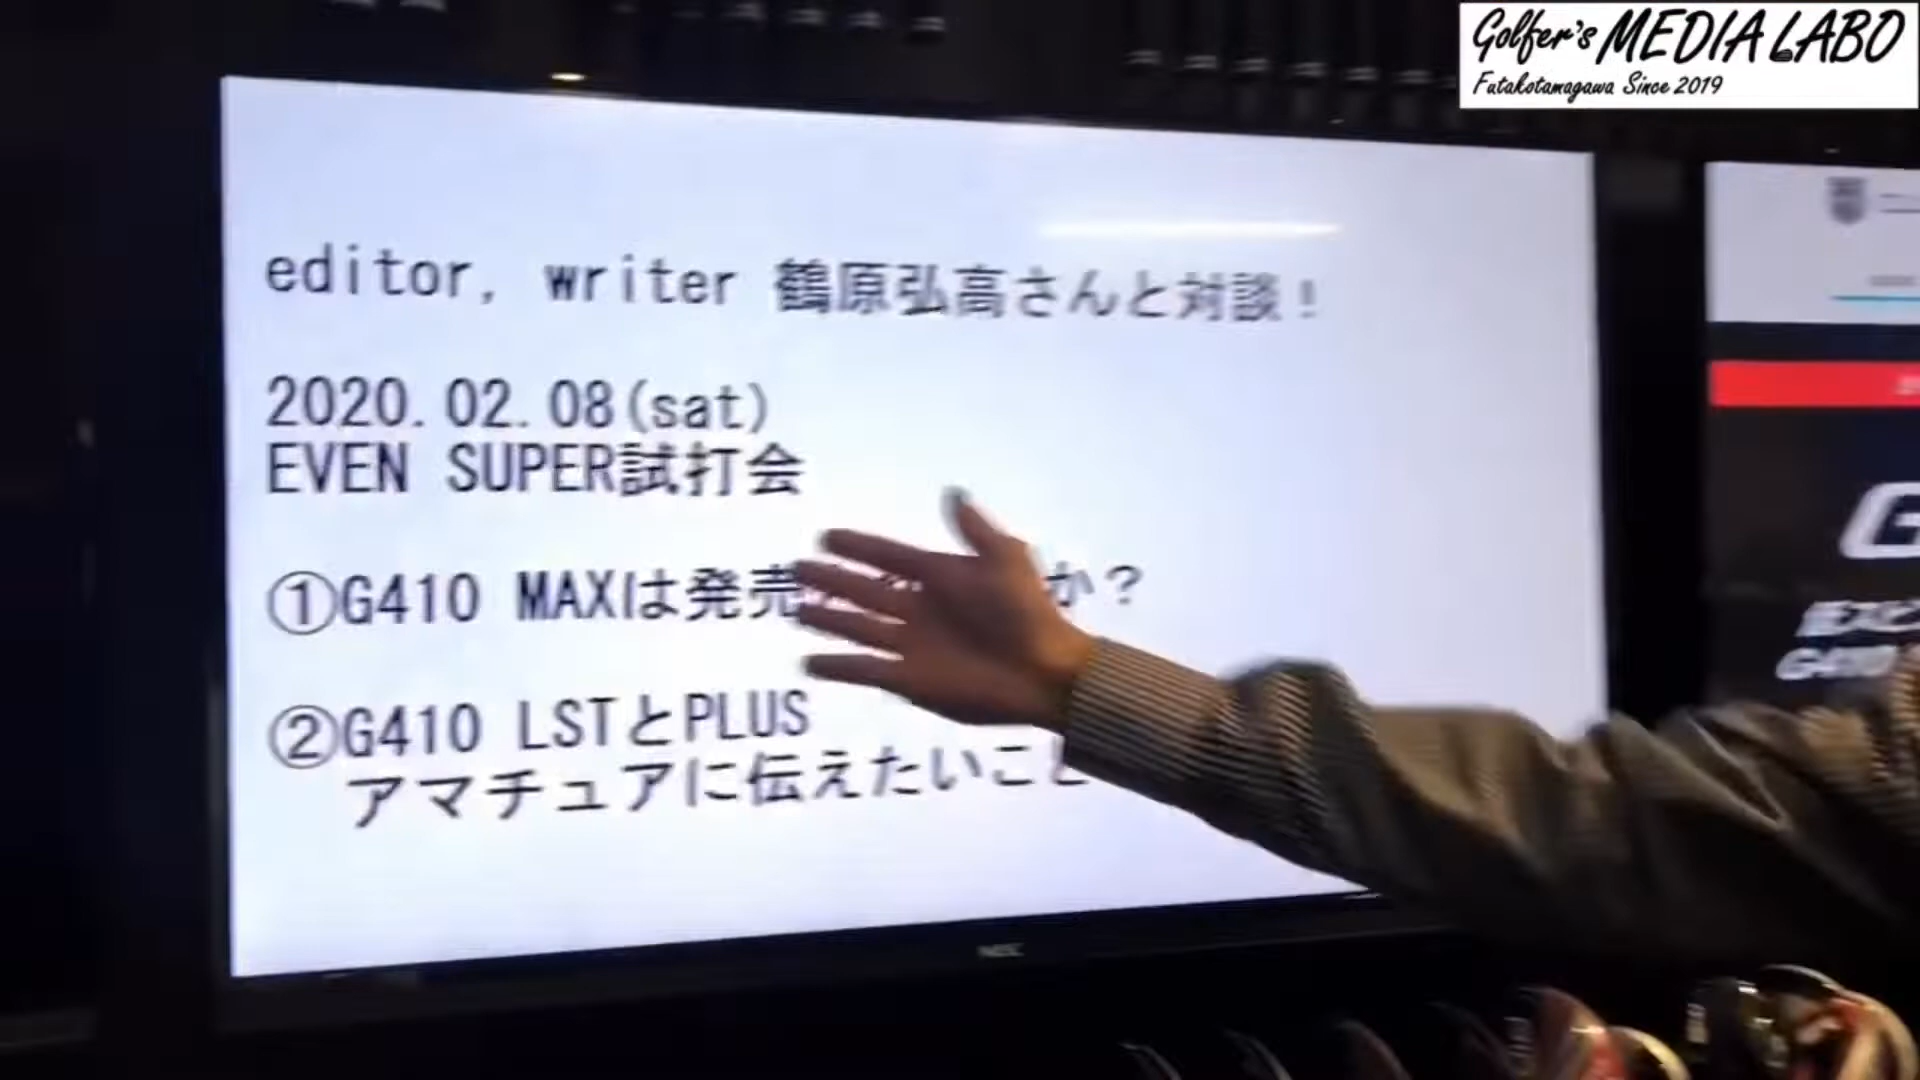 Golfer's MEDIA LABO
Futakotamagawa Since 2019
editor, writer 鶴原弘高さんと対談！
2020.02.08(sat)
EVEN SUPER試打会
①G410 MAXは発売 か？
②G410 LSTとPLUS
アマチュアに伝えたいこと
NEC